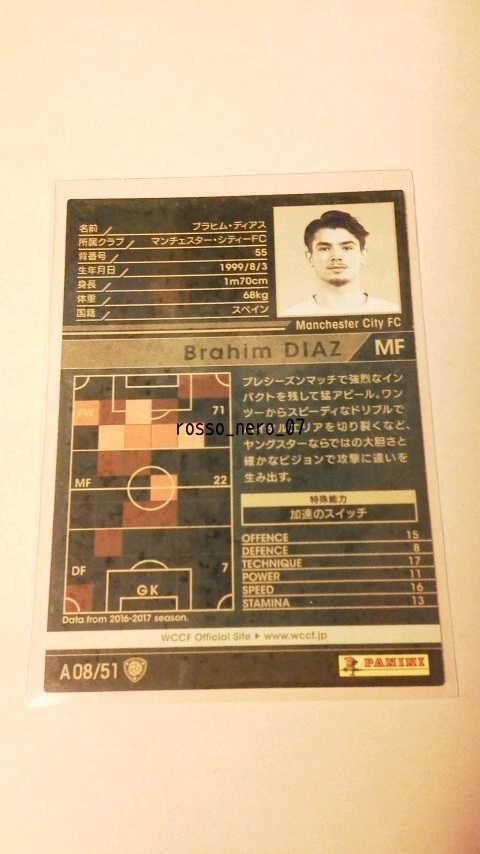 名前 ブラヒム・ディアス
所属クラブ マンチェスター・シティーFC
背番号 55
生年月日 1999/8/3
身長 1m70cm
体重 68kg
国籍 スペイン
Manchester City FC
Brahim DIAZ MF
FW 71
MF 22
DF 7
GK
Data from 2016-2017 season.
プレシーズンマッチで強烈なイン
パクトを残して猛アピール。ワン
ツーからスピーディなドリブルで
リアを切り裂くなど、
ヤングスターならではの大胆さと
確かなビジョンで攻撃に違いを
生み出す。
rosso_nero_07
特殊能力
加速のスイッチ
OFFENCE 15
DEFENCE 8
TECHNIQUE 17
POWER 11
SPEED 16
STAMINA 13
WCCF Official Site ▶ www.wccf.jp
A08/51
PANINI